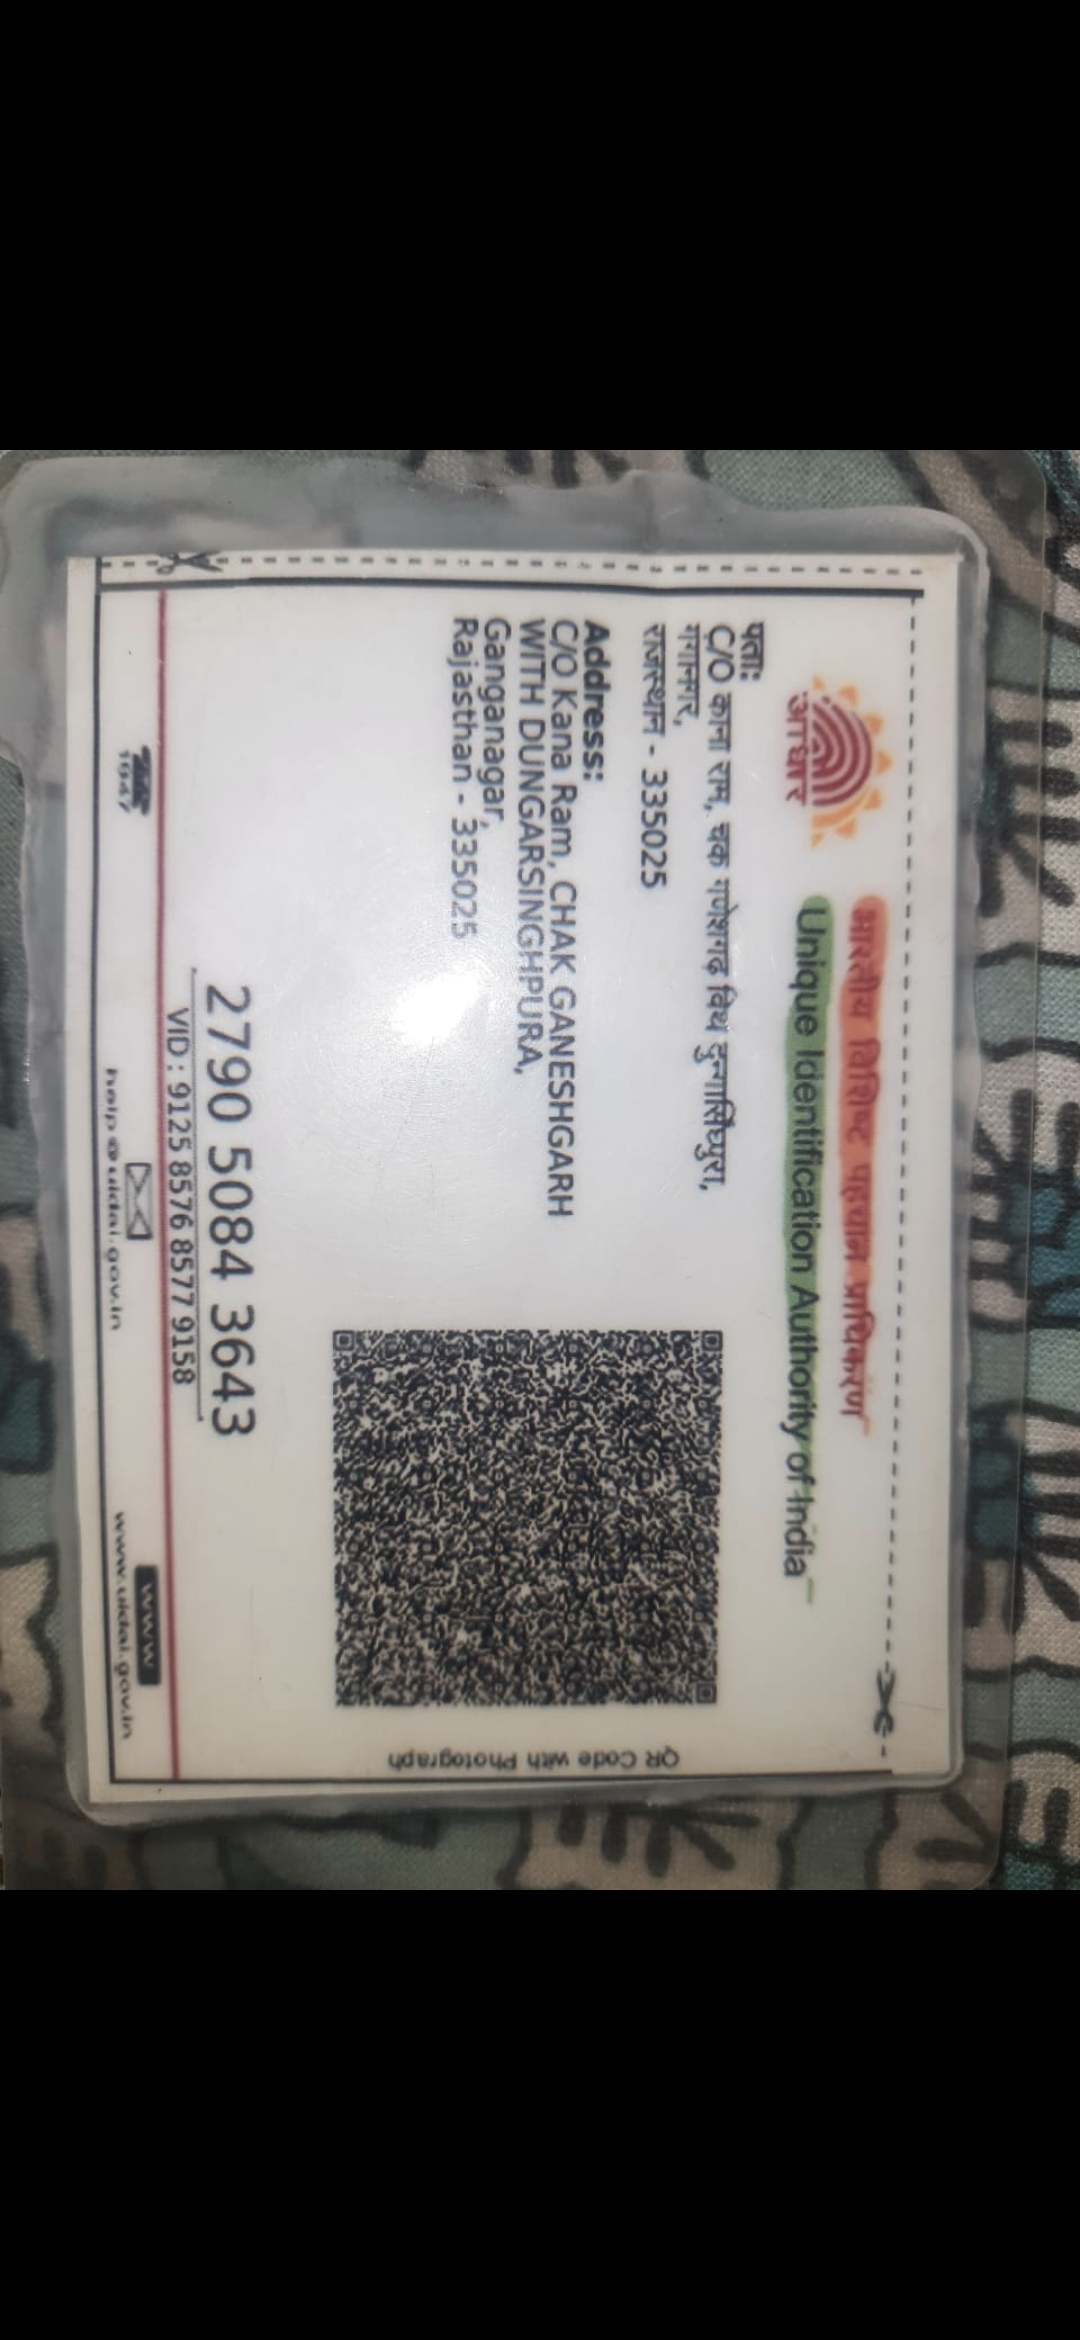 आधार
भारतीय विशिष्ट पहचान प्राधिकरण
Unique Identification Authority of India
पता:
C/O काना राम, चक गणेशगढ़ विथ दुन्गार्सिंघपुरा,
गंगानगर,
राजस्थान - 335025
Address:
C/O Kana Ram, CHAK GANESHGARH
WITH DUNGARSINGHPURA,
Ganganagar,
Rajasthan - 335025
QR Code with Photograph
2790 5084 3643
VID : 9125 8576 8577 9158
1947
help@uidai.gov.in
www
www.uidai.gov.in